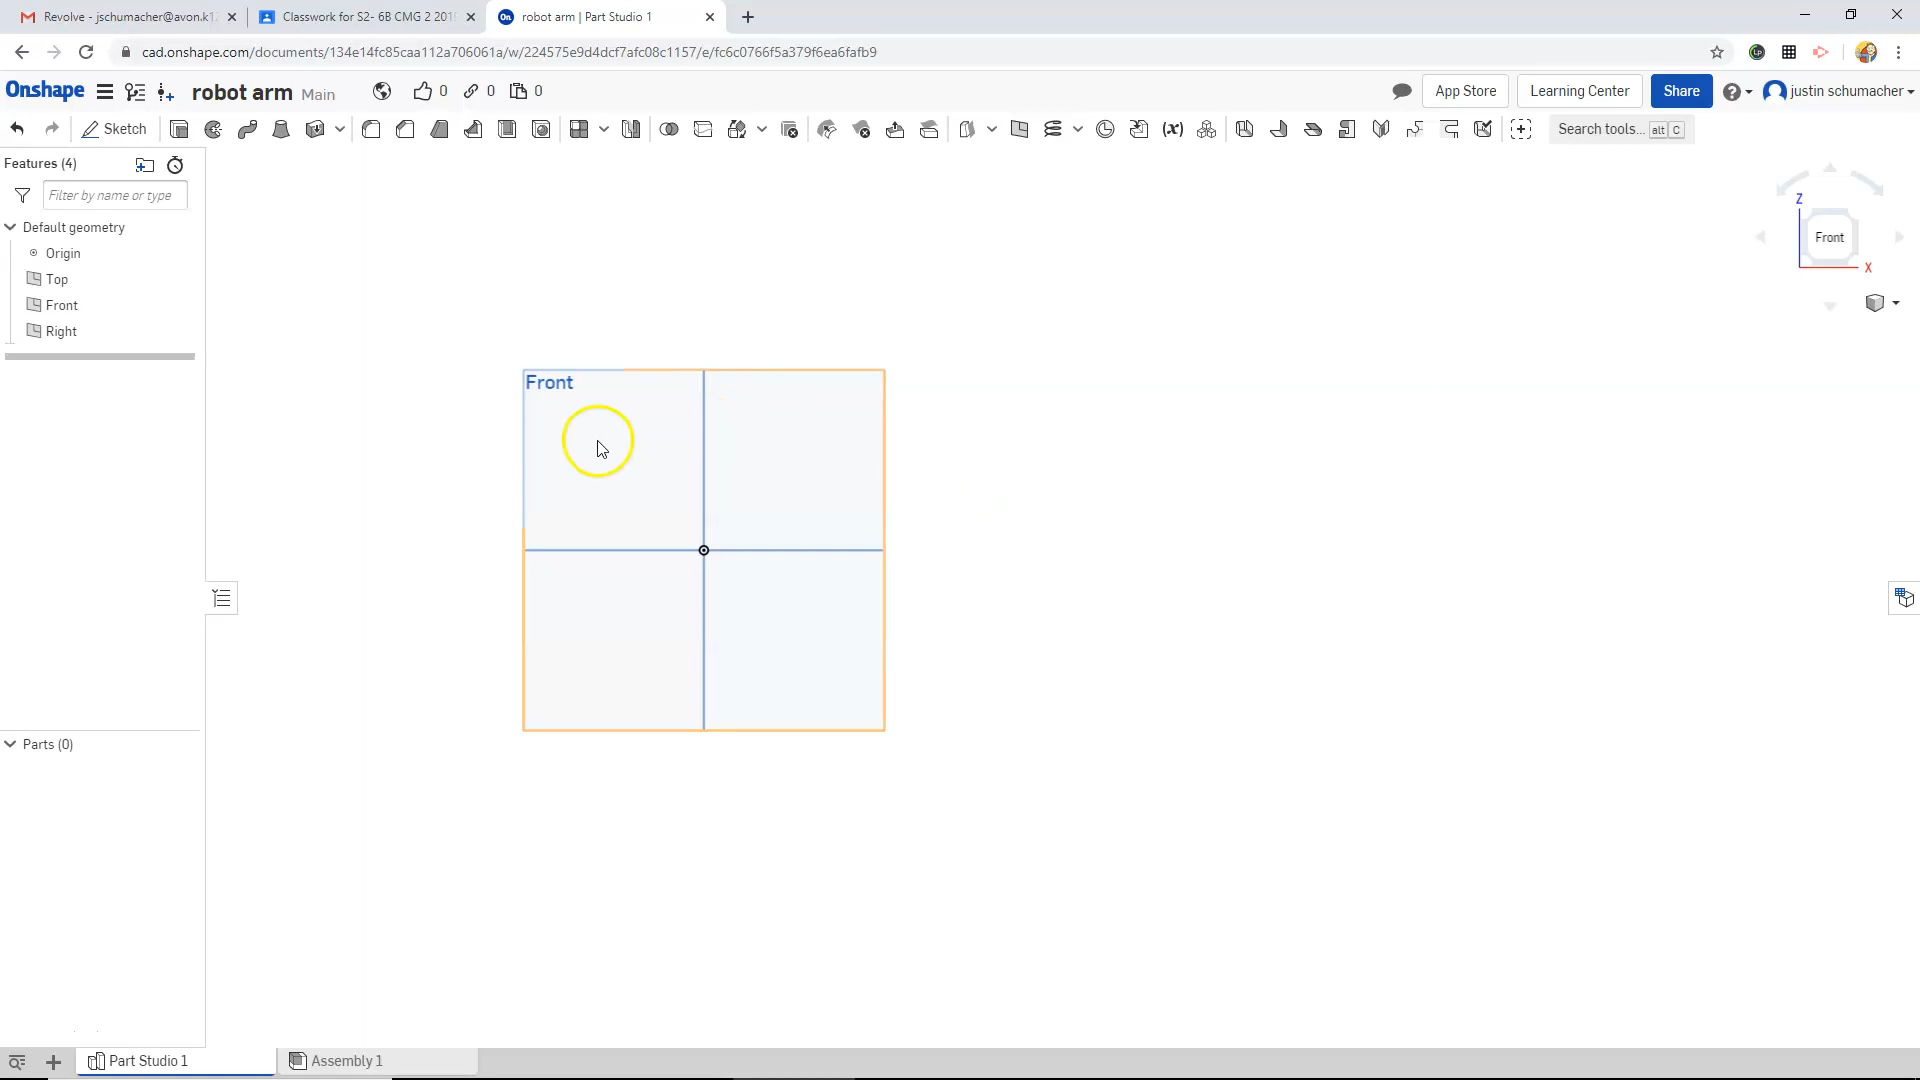 Revolve - jschumacher@avon.k12
Classwork for S2- 6B CMG 2 2019
On robot arm | Part Studio 1
cad.onshape.com/documents/134e14fc85caa112a706061a/w/224575e9d4dcf7afc08c1157/e/fc6c0766f5a379f6ea6fafb9
Onshape robot arm Main 0 0 0 App Store Learning Center Share justin schumacher
Sketch (x) Search tools... alt C
Features (4)
Filter by name or type
Default geometry
Origin
Top
Front
Right
Parts (0)
Front
Z
Front
X
Part Studio 1 Assembly 1